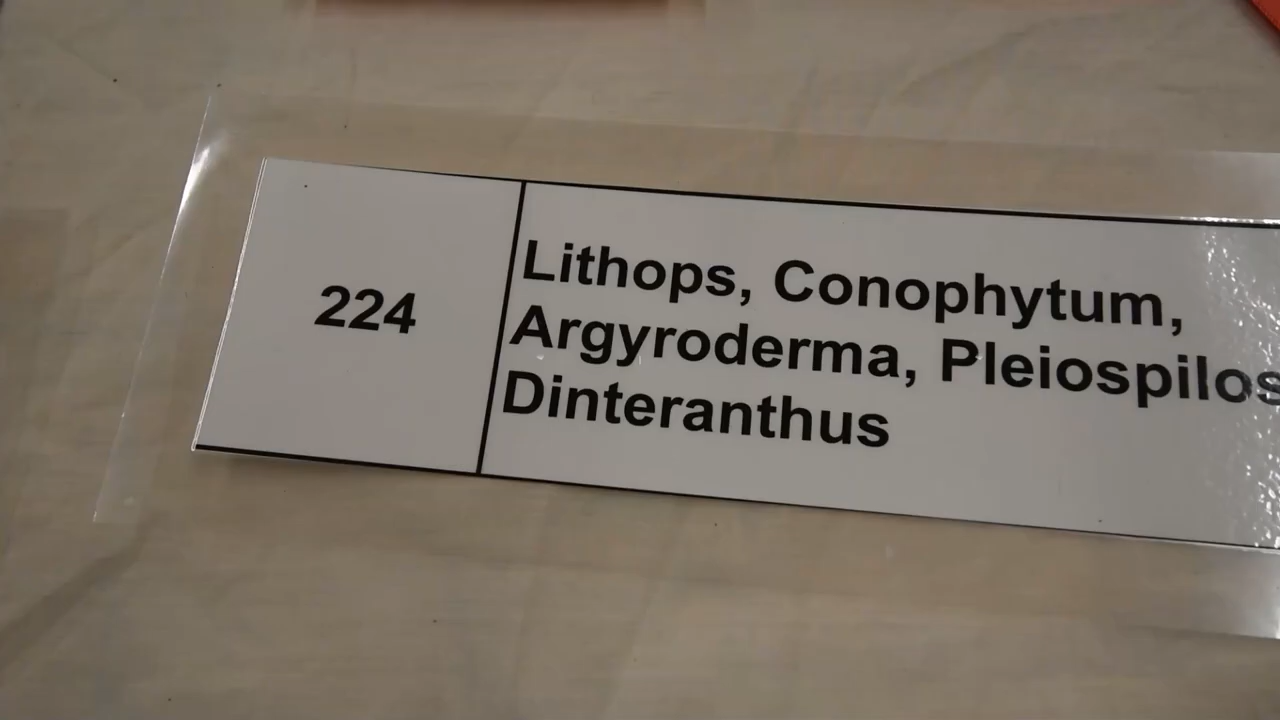 224
Lithops, Conophytum,
Argyroderma, Pleiospilos
Dinteranthus